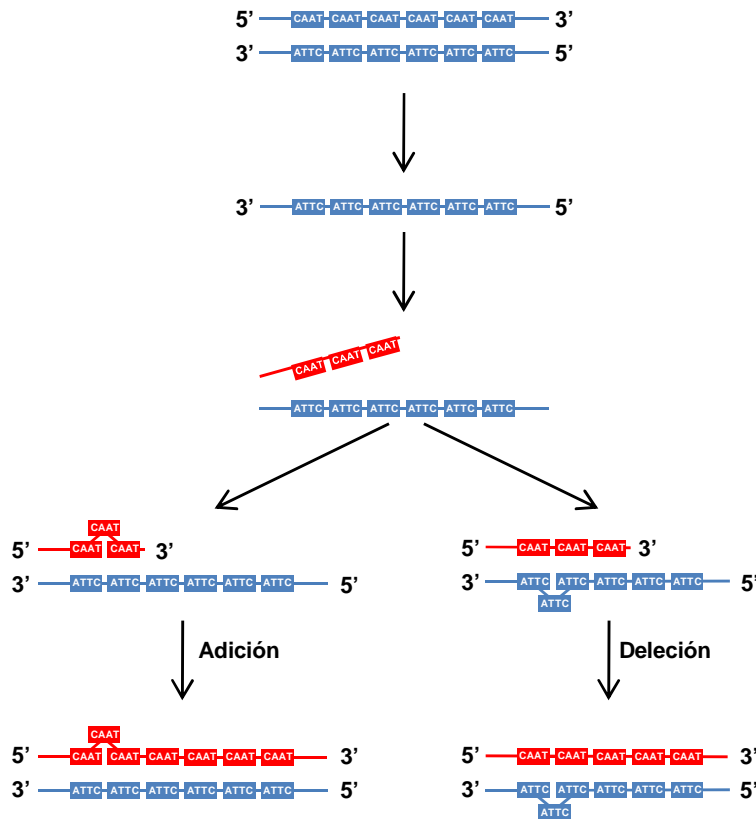 5’ CAAT CAAT CAAT CAAT CAAT CAAT 3’
3’ ATTC ATTC ATTC ATTC ATTC ATTC 5’
3’ ATTC ATTC ATTC ATTC ATTC ATTC 5’
CAAT CAAT CAAT
ATTC ATTC ATTC ATTC ATTC ATTC
CAAT
5’ CAAT CAAT 3’
3’ ATTC ATTC ATTC ATTC ATTC ATTC 5’
5’ CAAT CAAT CAAT 3’
3’ ATTC ATTC ATTC ATTC ATTC 5’
ATTC
Adición
Deleción
CAAT
5’ CAAT CAAT CAAT CAAT CAAT CAAT 3’
3’ ATTC ATTC ATTC ATTC ATTC ATTC 5’
5’ CAAT CAAT CAAT CAAT CAAT 3’
3’ ATTC ATTC ATTC ATTC ATTC 5’
ATTC